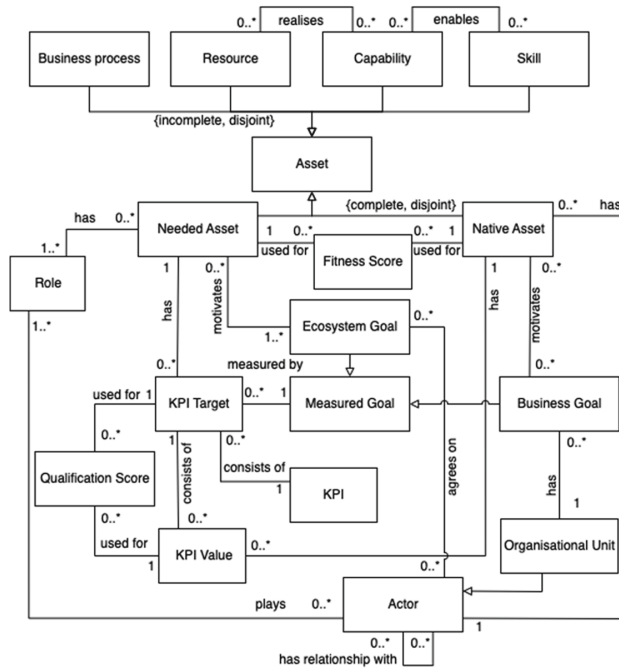 realises
enables
0..* 0..* 0..* 0..*
Business process
Resource
Capability
Skill
{incomplete, disjoint}
Asset
has
0..*
Needed Asset
{complete, disjoint}
Native Asset
0..*
has
1
0..*
0..*
1
used for
Fitness Score
used for
1..*
Role
1..*
1
0..*
1
0..*
has
motivates
has
motivates
Ecosystem Goal
0..*
1..*
measured by
0..*
0..*
used for
1
KPI Target
0..*
1
Measured Goal
Business Goal
0..*
1
0..*
0..*
Qualification Score
consists of
consists of
1
KPI
agrees on
has
0..*
0..*
1
used for
1
KPI Value
0..*
Organisational Unit
0..*
plays
0..*
Actor
1
0..*
0..*
has relationship with